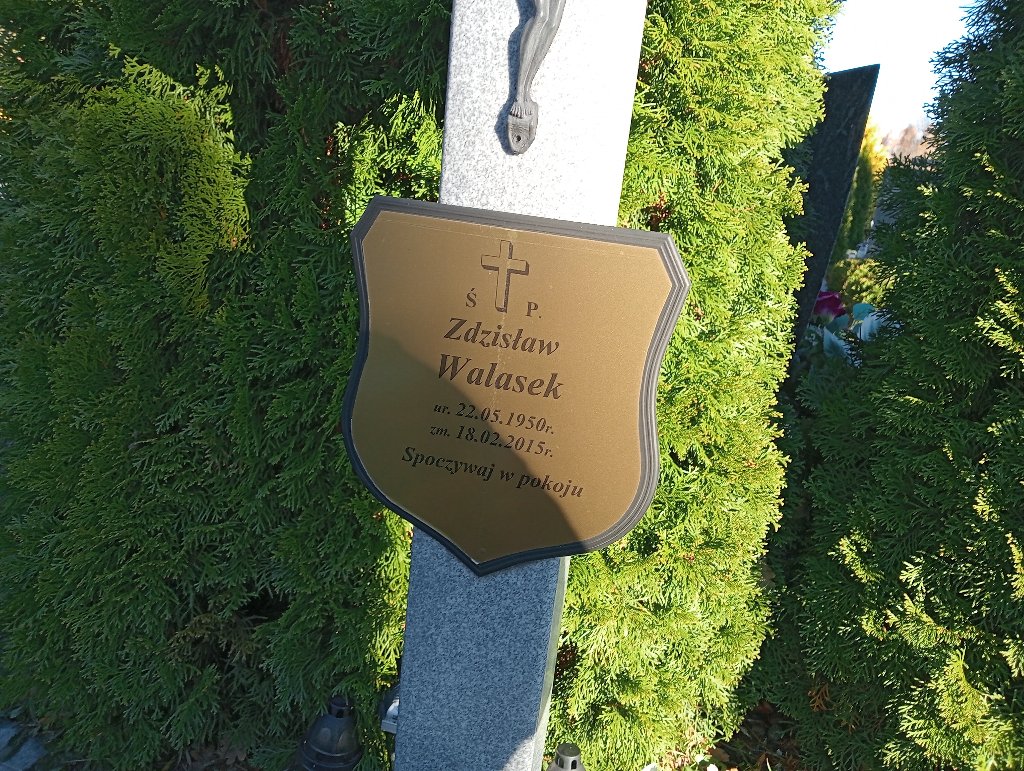 Ś P.
Zdzisław
Walasek
ur. 22.05.1950r.
zm. 18.02.2015r.
Spoczywaj w pokoju